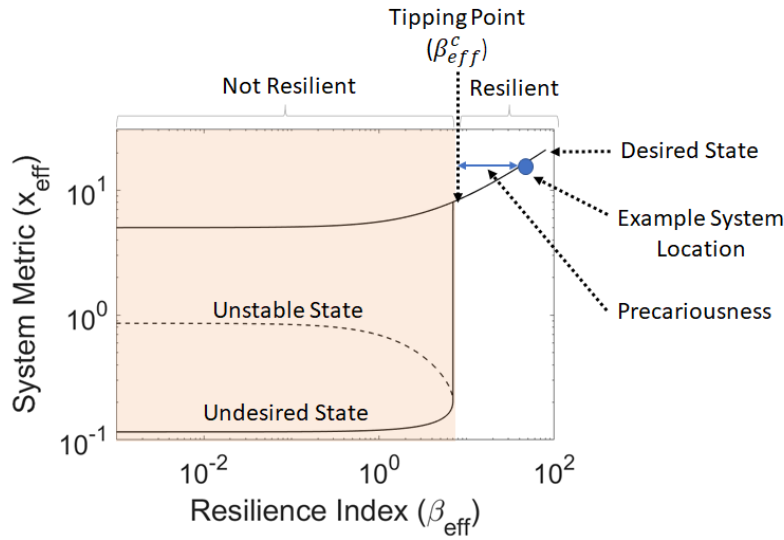 Tipping Point
(β^c_eff)
Not Resilient
Resilient
System Metric (x_eff)
10^1
10^0
10^-1
Desired State
Example System
Location
Precariousness
Unstable State
Undesired State
10^-2
10^0
10^2
Resilience Index (β_eff)